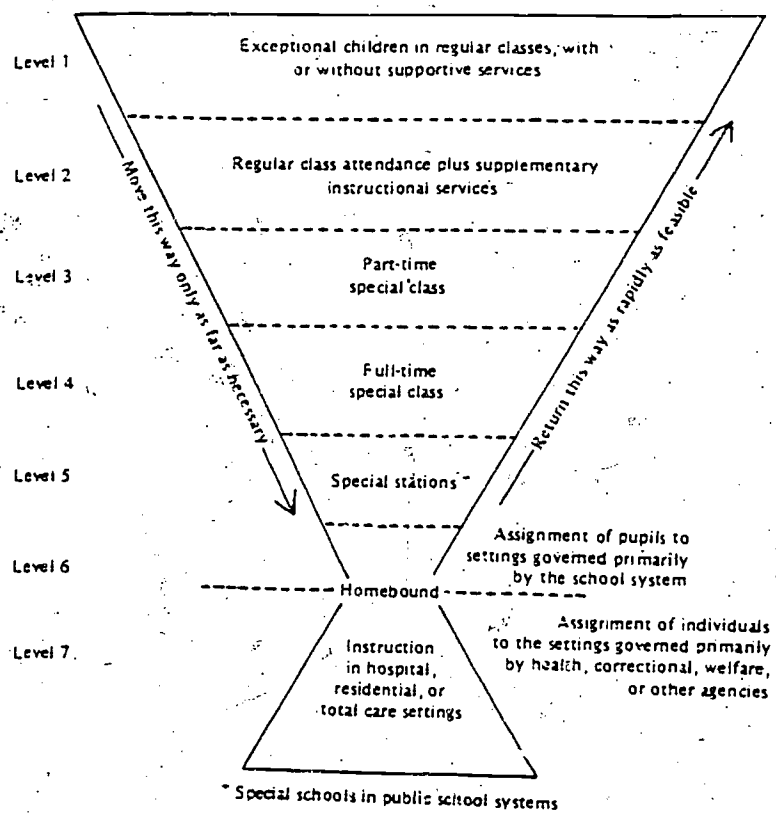 Level 1
Exceptional children in regular classes, with
or without supportive services
Level 2
Regular class attendance plus supplementary
instructional services
Move this way only as far as necessary
Return this way as rapidly as feasible
Level 3
Part-time
special class
Level 4
Full-time
special class
Level 5
Special stations*
Level 6
Assignment of pupils to
settings governed primarily
by the school system
Homebound
Level 7
Assignment of individuals
to the settings governed primarily
by health, correctional, welfare,
or other agencies
Instruction
in hospital,
residential, or
total care settings
* Special schools in public school systems